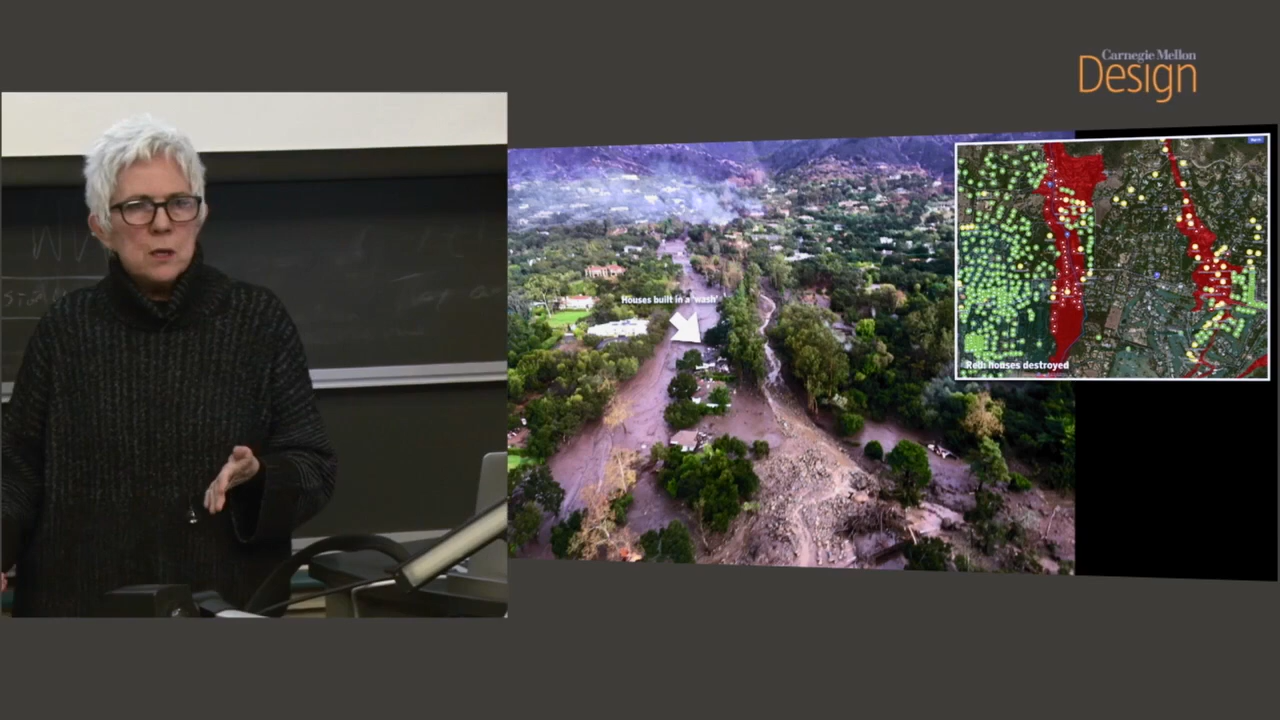 Carnegie Mellon
Design
Houses built in a 'wash'
Red: houses destroyed